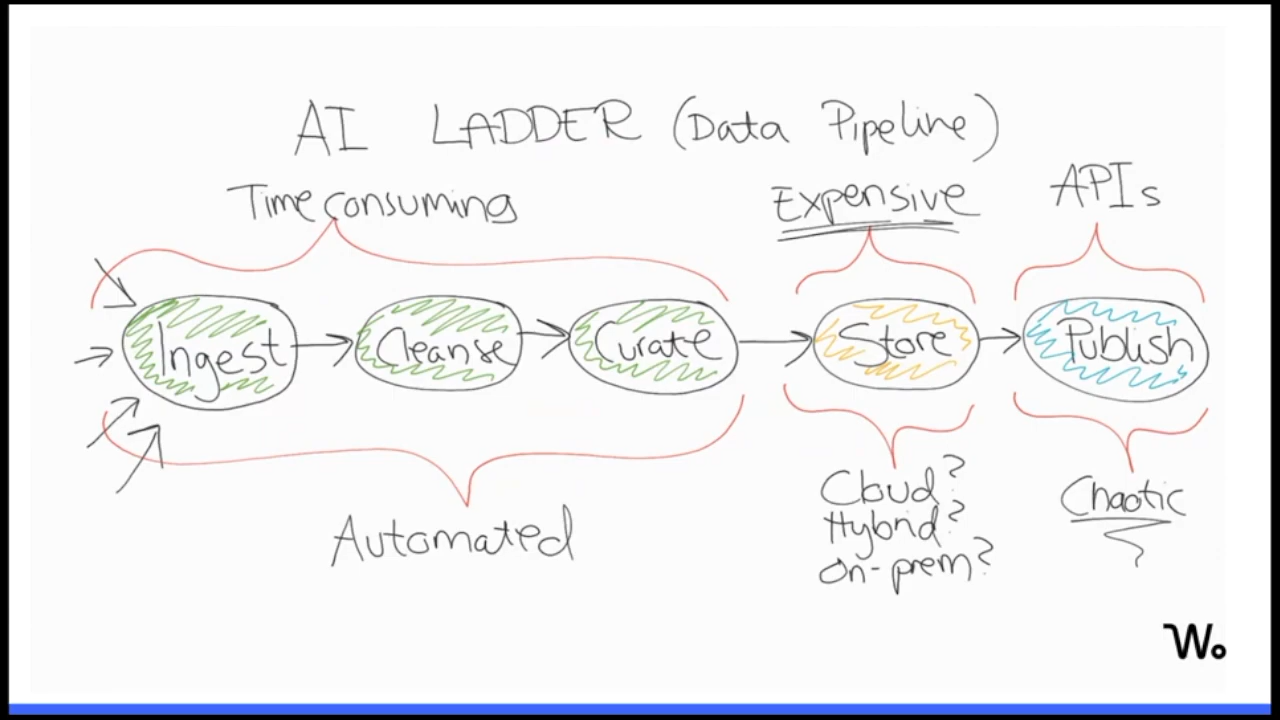 AI LADDER (Data Pipeline)
Time consuming
Expensive
APIs
Ingest
Cleanse
Curate
Store
Publish
Automated
Cloud?
Hybrid?
On-prem?
Chaotic
Wo